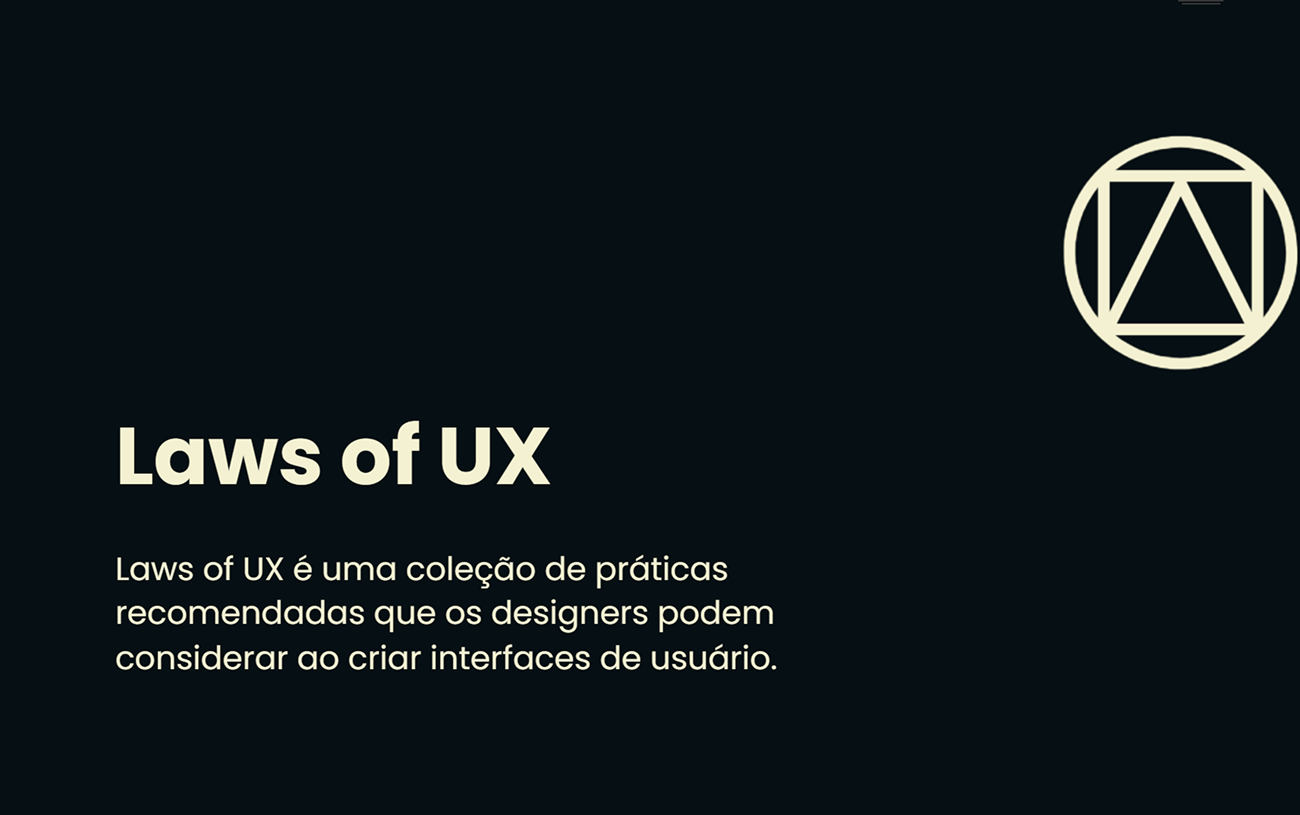 Laws of UX
Laws of UX é uma coleção de práticas
recomendadas que os designers podem
considerar ao criar interfaces de usuário.